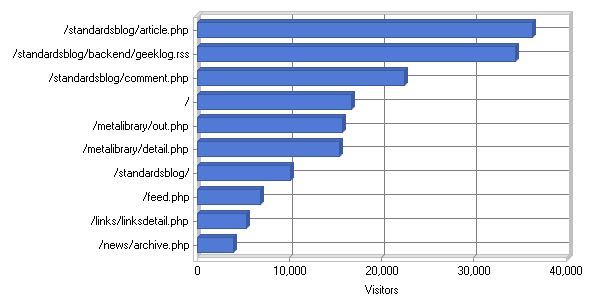 /standardsblog/article.php
/standardsblog/backend/geeklog.rss
/standardsblog/comment.php
/
/metalibrary/out.php
/metalibrary/detail.php
/standardsblog/
/feed.php
/links/linksdetail.php
/news/archive.php
0 10,000 20,000 30,000 40,000
Visitors